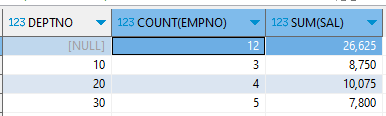 123 DEPTNO 123 COUNT(EMPNO) 123 SUM(SAL)
[NULL] 12 26,625
10 3 8,750
20 4 10,075
30 5 7,800